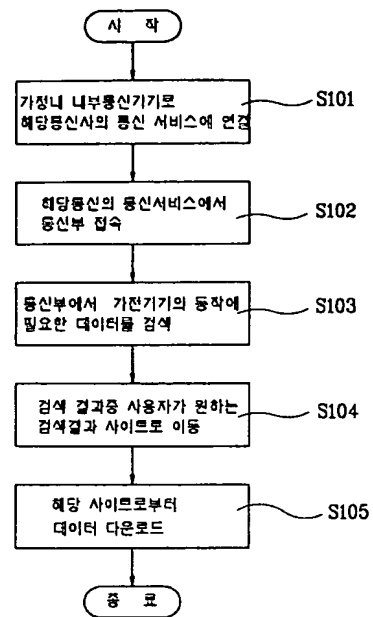 시 작
가정내 내부통신기기로
해당통신사의 통신 서비스에 연결
S101
해당통신의 통신서비스에서
통신부 접속
S102
통신부에서 가전기기의 동작에
필요한 데이터를 검색
S103
검색 결과중 사용자가 원하는
검색결과 사이트로 이동
S104
해당 사이트로부터
데이터 다운로드
S105
종 료